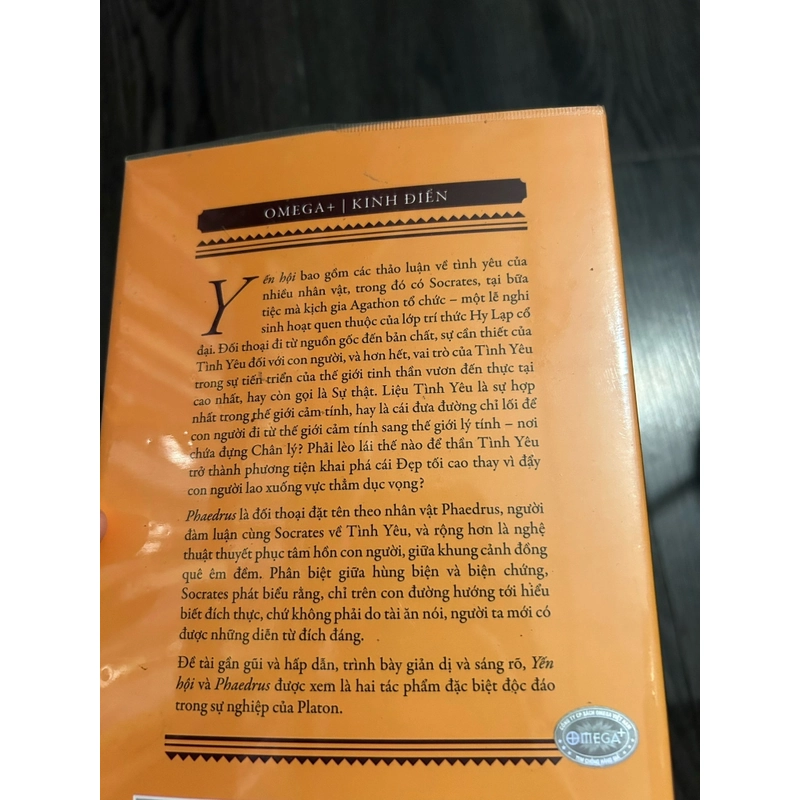 OMEGA+ | KINH ĐIỂN
Yến hội bao gồm các thảo luận về tình yêu của
nhiều nhân vật, trong đó có Socrates, tại bữa
tiệc mà kịch gia Agathon tổ chức – một lễ nghi
sinh hoạt quen thuộc của lớp trí thức Hy Lạp cổ
đại. Đối thoại đi từ nguồn gốc đến bản chất, sự cần thiết của
Tình Yêu đối với con người, và hơn hết, vai trò của Tình Yêu
trong sự tiến triển của thế giới tinh thần vươn đến thực tại
cao nhất, hay còn gọi là Sự thật. Liệu Tình Yêu là sự hợp
nhất trong thế giới cảm tính, hay là cái đưa đường chỉ lối để
con người đi từ thế giới cảm tính sang thế giới lý tính – nơi
chứa đựng Chân lý? Phải lèo lái thế nào để thần Tình Yêu
trở thành phương tiện khai phá cái Đẹp tối cao thay vì đẩy
con người lao xuống vực thẳm dục vọng?
Phaedrus là đối thoại đặt tên theo nhân vật Phaedrus, người
đàm luận cùng Socrates về Tình Yêu, và rộng hơn là nghệ
thuật thuyết phục tâm hồn con người, giữa khung cảnh đồng
quê êm đềm. Phân biệt giữa hùng biện và biện chứng,
Socrates phát biểu rằng, chỉ trên con đường hướng tới hiểu
biết đích thực, chứ không phải do tài ăn nói, người ta mới có
được những diễn từ đích đáng.
Đề tài gần gũi và hấp dẫn, trình bày giản dị và sáng rõ, Yến
hội và Phaedrus được xem là hai tác phẩm đặc biệt độc đáo
trong sự nghiệp của Platon.
CÔNG TY CP SÁCH OMEGA VIỆT NAM
OMEGA+